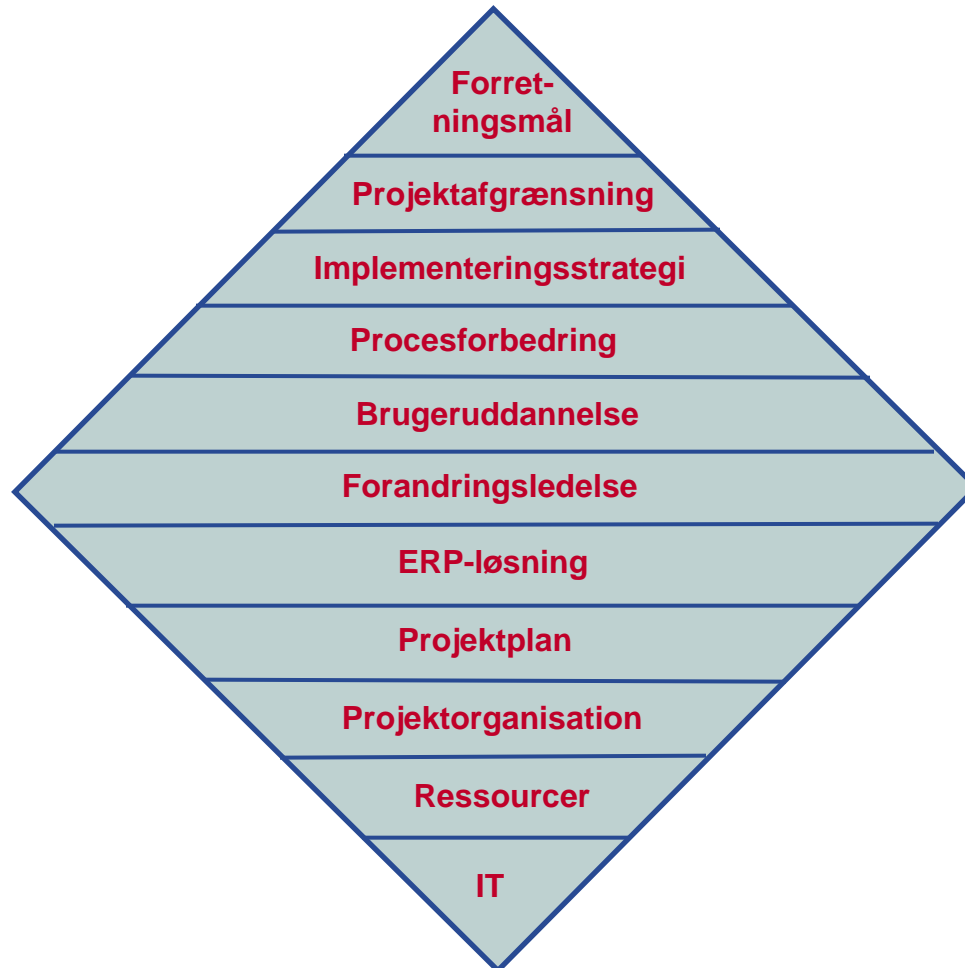 Forret-
ningsmål
Projektafgrænsning
Implementeringsstrategi
Procesforbedring
Brugeruddannelse
Forandringsledelse
ERP-løsning
Projektplan
Projektorganisation
Ressourcer
IT